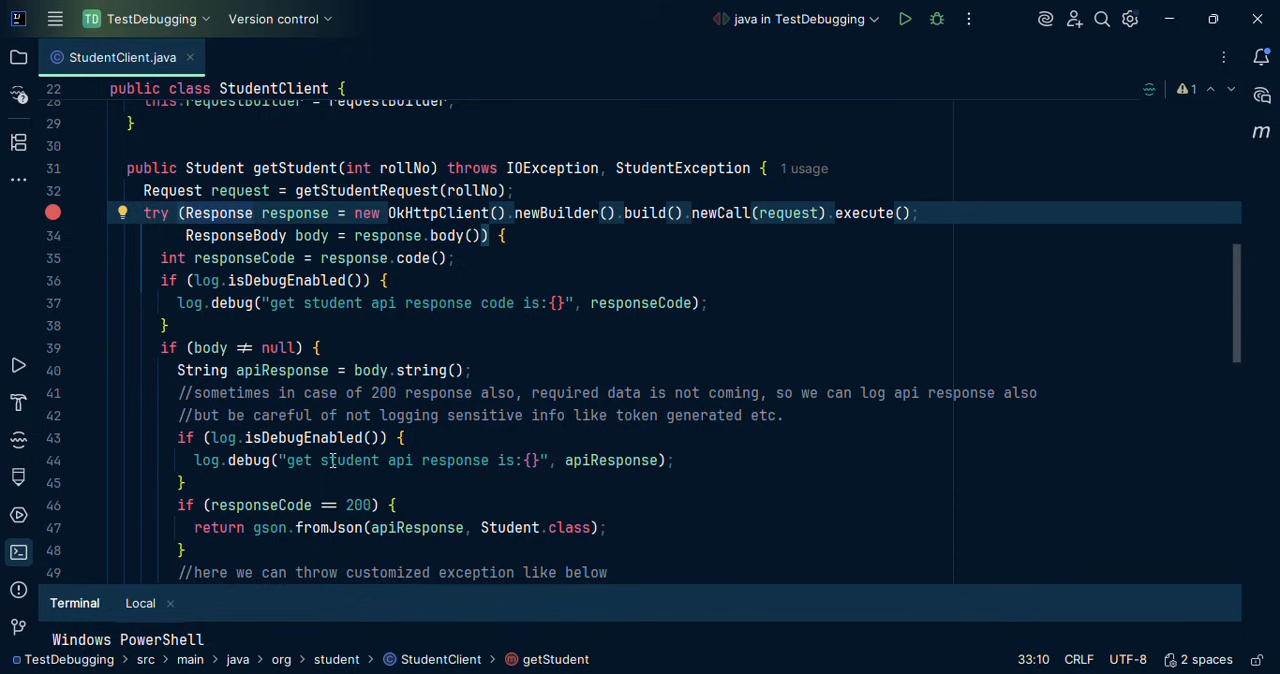 TD TestDebugging Version control java in TestDebugging
StudentClient.java
22 public class StudentClient { 1
28 this.requestBuilder = requestBuilder;
29 }
30
31 public Student getStudent(int rollNo) throws IOException, StudentException { 1 usage
32 Request request = getStudentRequest(rollNo);
try (Response response = new OkHttpClient().newBuilder().build().newCall(request).execute();
34 ResponseBody body = response.body()) {
35 int responseCode = response.code();
36 if (log.isDebugEnabled()) {
37 log.debug("get student api response code is:{}", responseCode);
38 }
39 if (body ≠ null) {
40 String apiResponse = body.string();
41 //sometimes in case of 200 response also, required data is not coming, so we can log api response also
42 //but be careful of not logging sensitive info like token generated etc.
43 if (log.isDebugEnabled()) {
44 log.debug("get student api response is:{}", apiResponse);
45 }
46 if (responseCode == 200) {
47 return gson.fromJson(apiResponse, Student.class);
48 }
49 //here we can throw customized exception like below
Terminal Local
Windows PowerShell
TestDebugging > src > main > java > org > student > StudentClient > getStudent 33:10 CRLF UTF-8 2 spaces